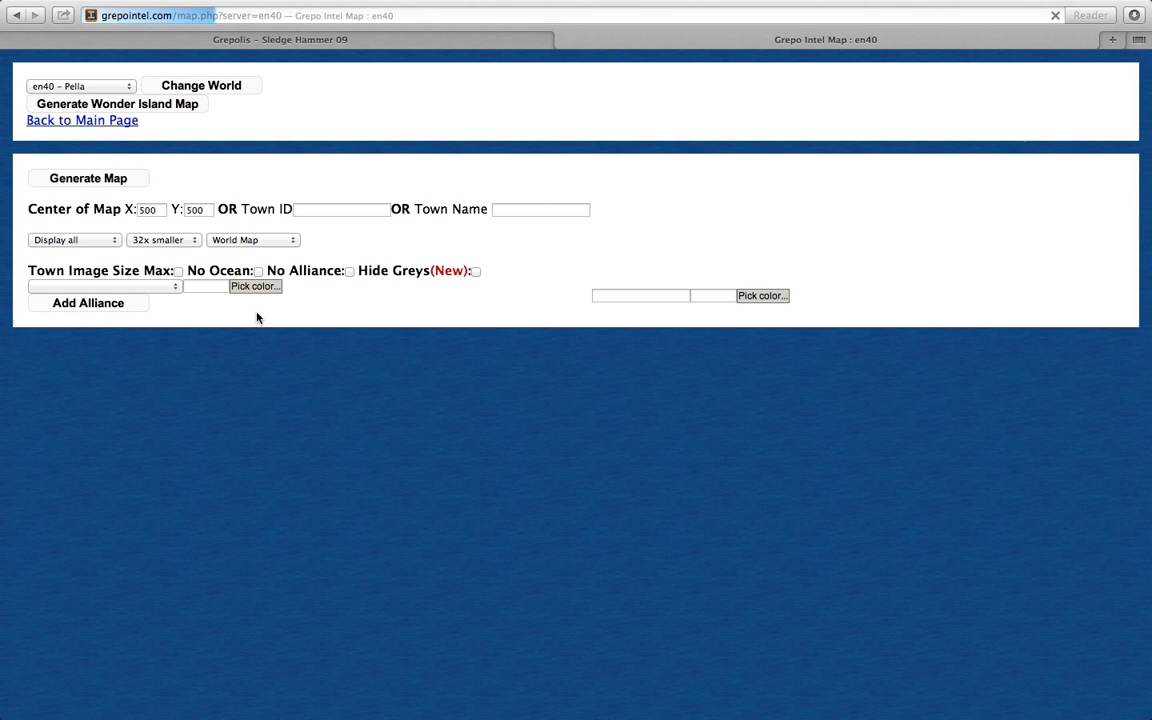 grepointel.com/map.php?server=en40 — Grepo Intel Map : en40
Reader
Grepolis – Sledge Hammer 09
Grepo Intel Map : en40
en40 – Pella
Change World
Generate Wonder Island Map
Back to Main Page
Generate Map
Center of Map X: 500 Y: 500 OR Town ID OR Town Name
Display all 32x smaller World Map
Town Image Size Max: No Ocean: No Alliance: Hide Greys(New):
Pick color...
Pick color...
Add Alliance